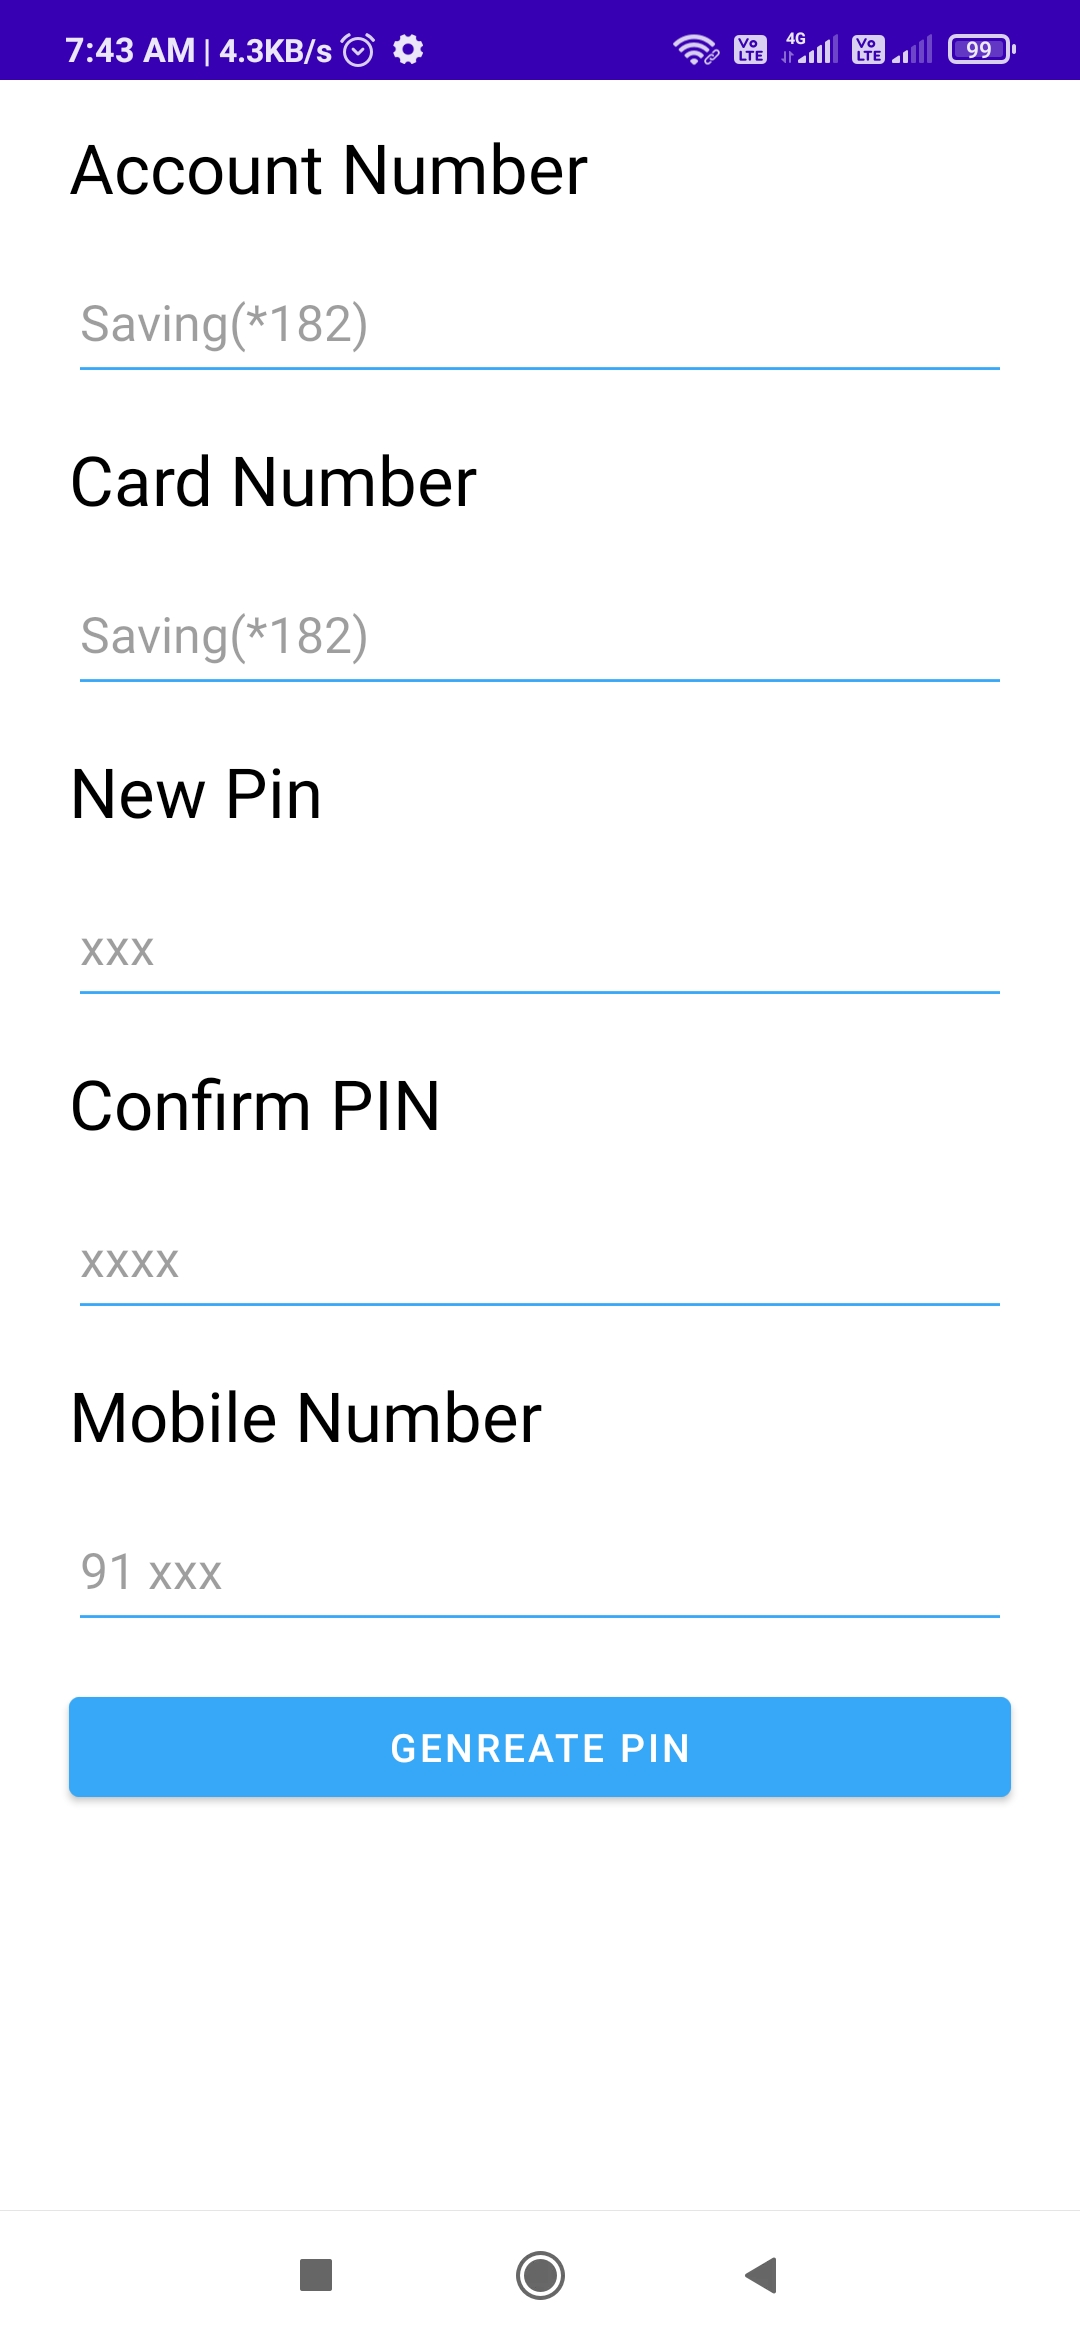 7:43 AM | 4.3KB/s Vo LTE 4G Vo LTE 99
Account Number
Saving(*182)
Card Number
Saving(*182)
New Pin
xxx
Confirm PIN
xxxx
Mobile Number
91 xxx
GENREATE PIN